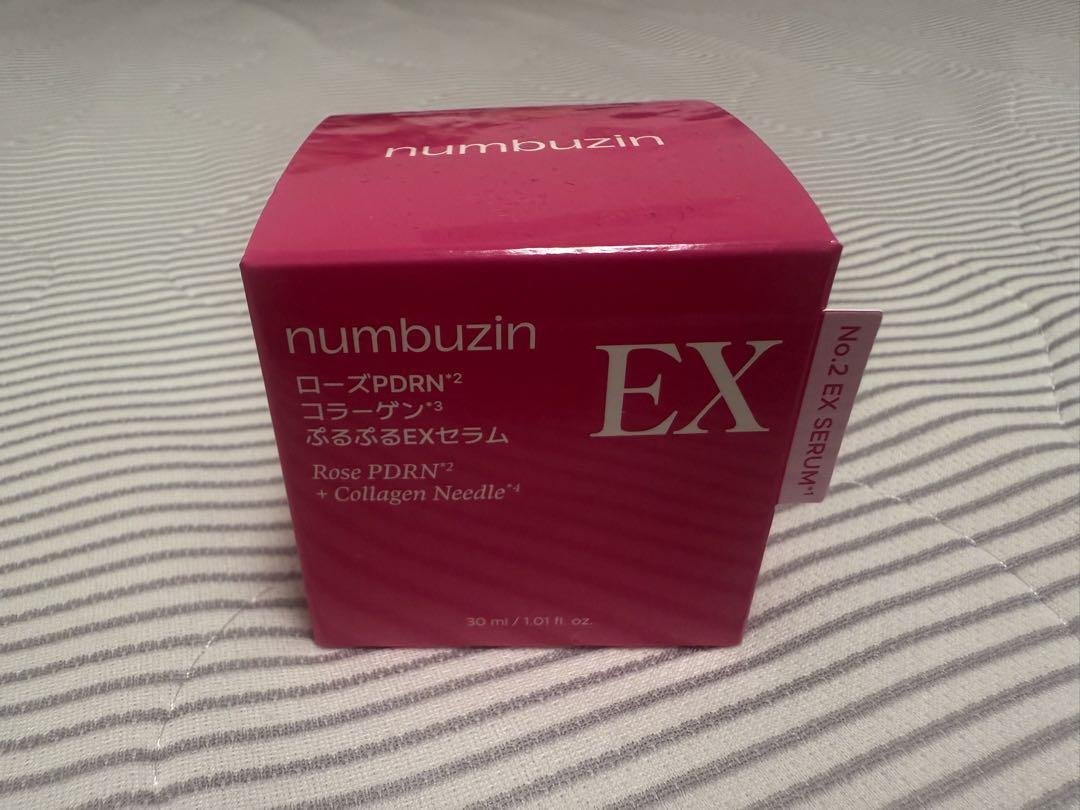 numbuzin
numbuzin
ローズPDRN*2
コラーゲン*3
ぷるぷるEXセラム
Rose PDRN*2
+ Collagen Needle*4
EX
30 ml / 1.01 fl. oz.
No.2 EX SERUM*1